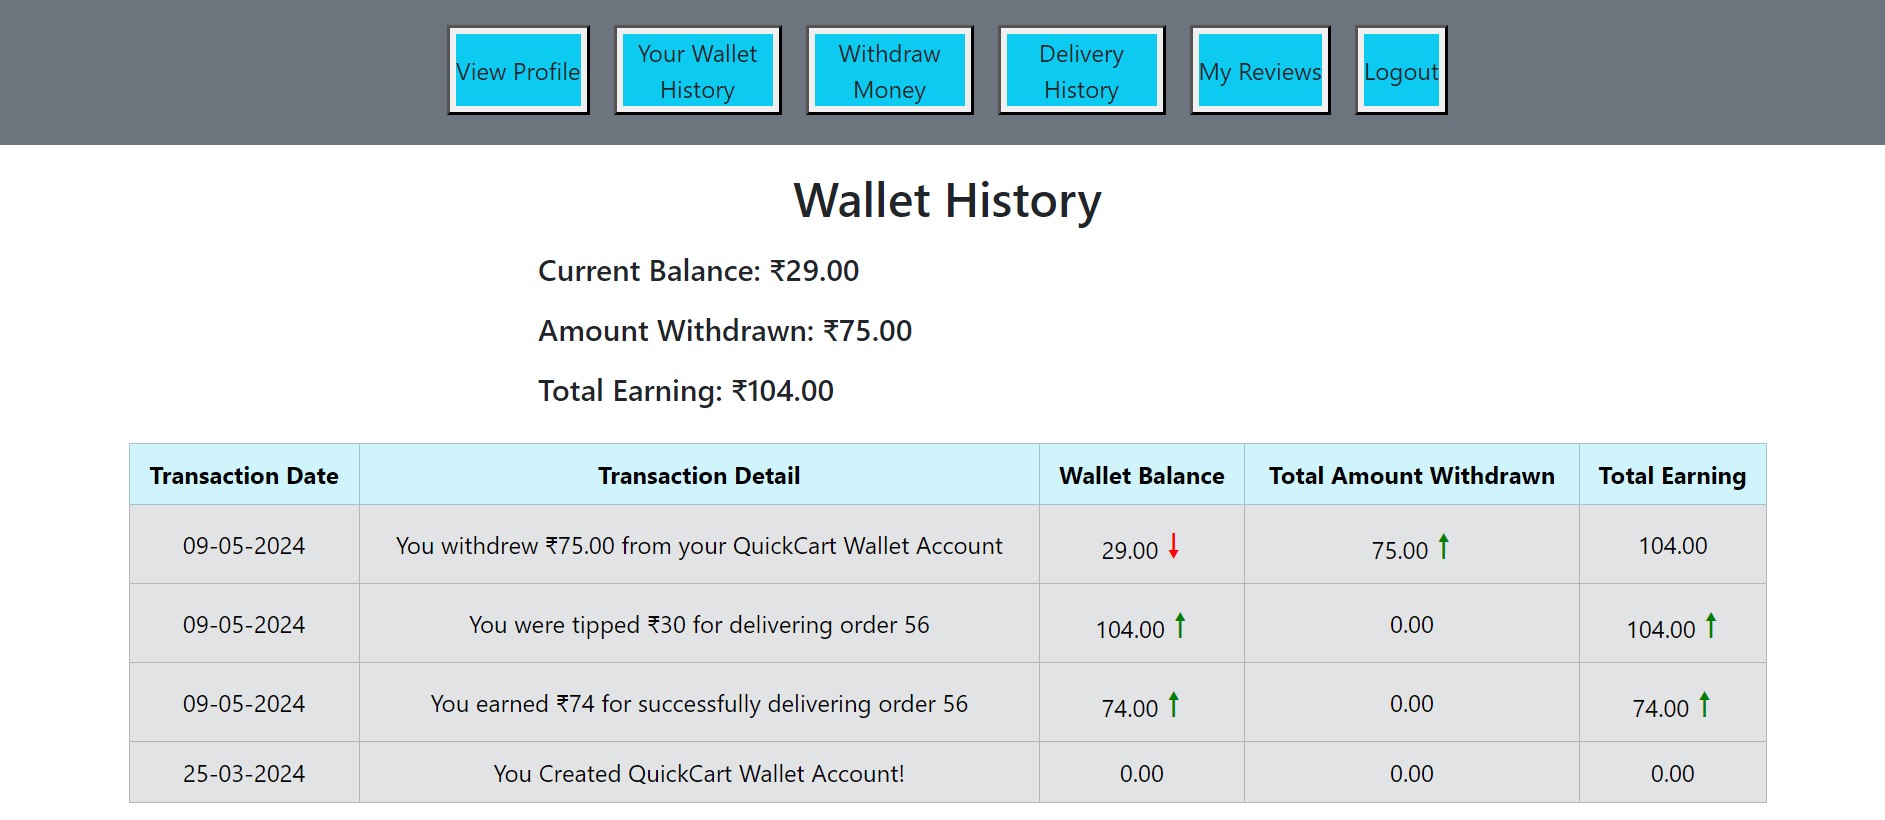 View Profile
Your Wallet
History
Withdraw
Money
Delivery
History
My Reviews
Logout
Wallet History
Current Balance: ₹29.00
Amount Withdrawn: ₹75.00
Total Earning: ₹104.00
Transaction Date Transaction Detail Wallet Balance Total Amount Withdrawn Total Earning
09-05-2024 You withdrew ₹75.00 from your QuickCart Wallet Account 29.00 ↓ 75.00 ↑ 104.00
09-05-2024 You were tipped ₹30 for delivering order 56 104.00 ↑ 0.00 104.00 ↑
09-05-2024 You earned ₹74 for successfully delivering order 56 74.00 ↑ 0.00 74.00 ↑
25-03-2024 You Created QuickCart Wallet Account! 0.00 0.00 0.00